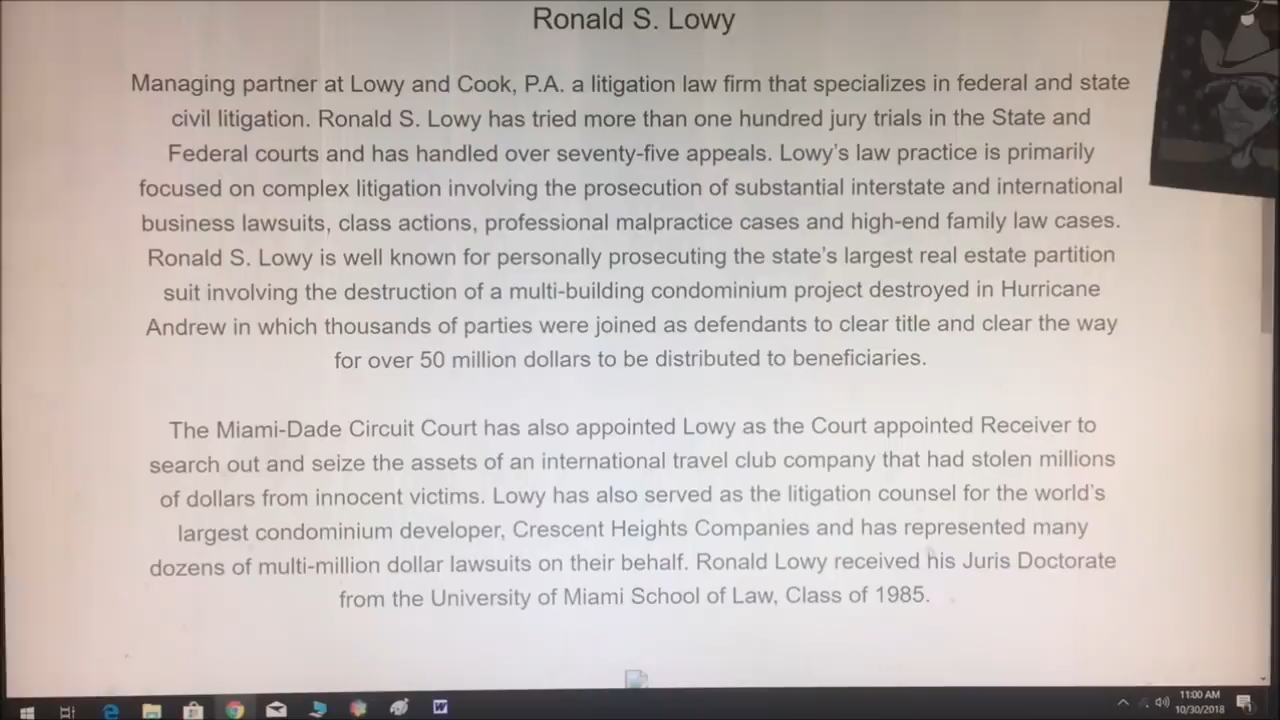 Ronald S. Lowy
Managing partner at Lowy and Cook, P.A. a litigation law firm that specializes in federal and state
civil litigation. Ronald S. Lowy has tried more than one hundred jury trials in the State and
Federal courts and has handled over seventy-five appeals. Lowy's law practice is primarily
focused on complex litigation involving the prosecution of substantial interstate and international
business lawsuits, class actions, professional malpractice cases and high-end family law cases.
Ronald S. Lowy is well known for personally prosecuting the state's largest real estate partition
suit involving the destruction of a multi-building condominium project destroyed in Hurricane
Andrew in which thousands of parties were joined as defendants to clear title and clear the way
for over 50 million dollars to be distributed to beneficiaries.
The Miami-Dade Circuit Court has also appointed Lowy as the Court appointed Receiver to
search out and seize the assets of an international travel club company that had stolen millions
of dollars from innocent victims. Lowy has also served as the litigation counsel for the world's
largest condominium developer, Crescent Heights Companies and has represented many
dozens of multi-million dollar lawsuits on their behalf. Ronald Lowy received his Juris Doctorate
from the University of Miami School of Law, Class of 1985.
11:00 AM
10/30/2018